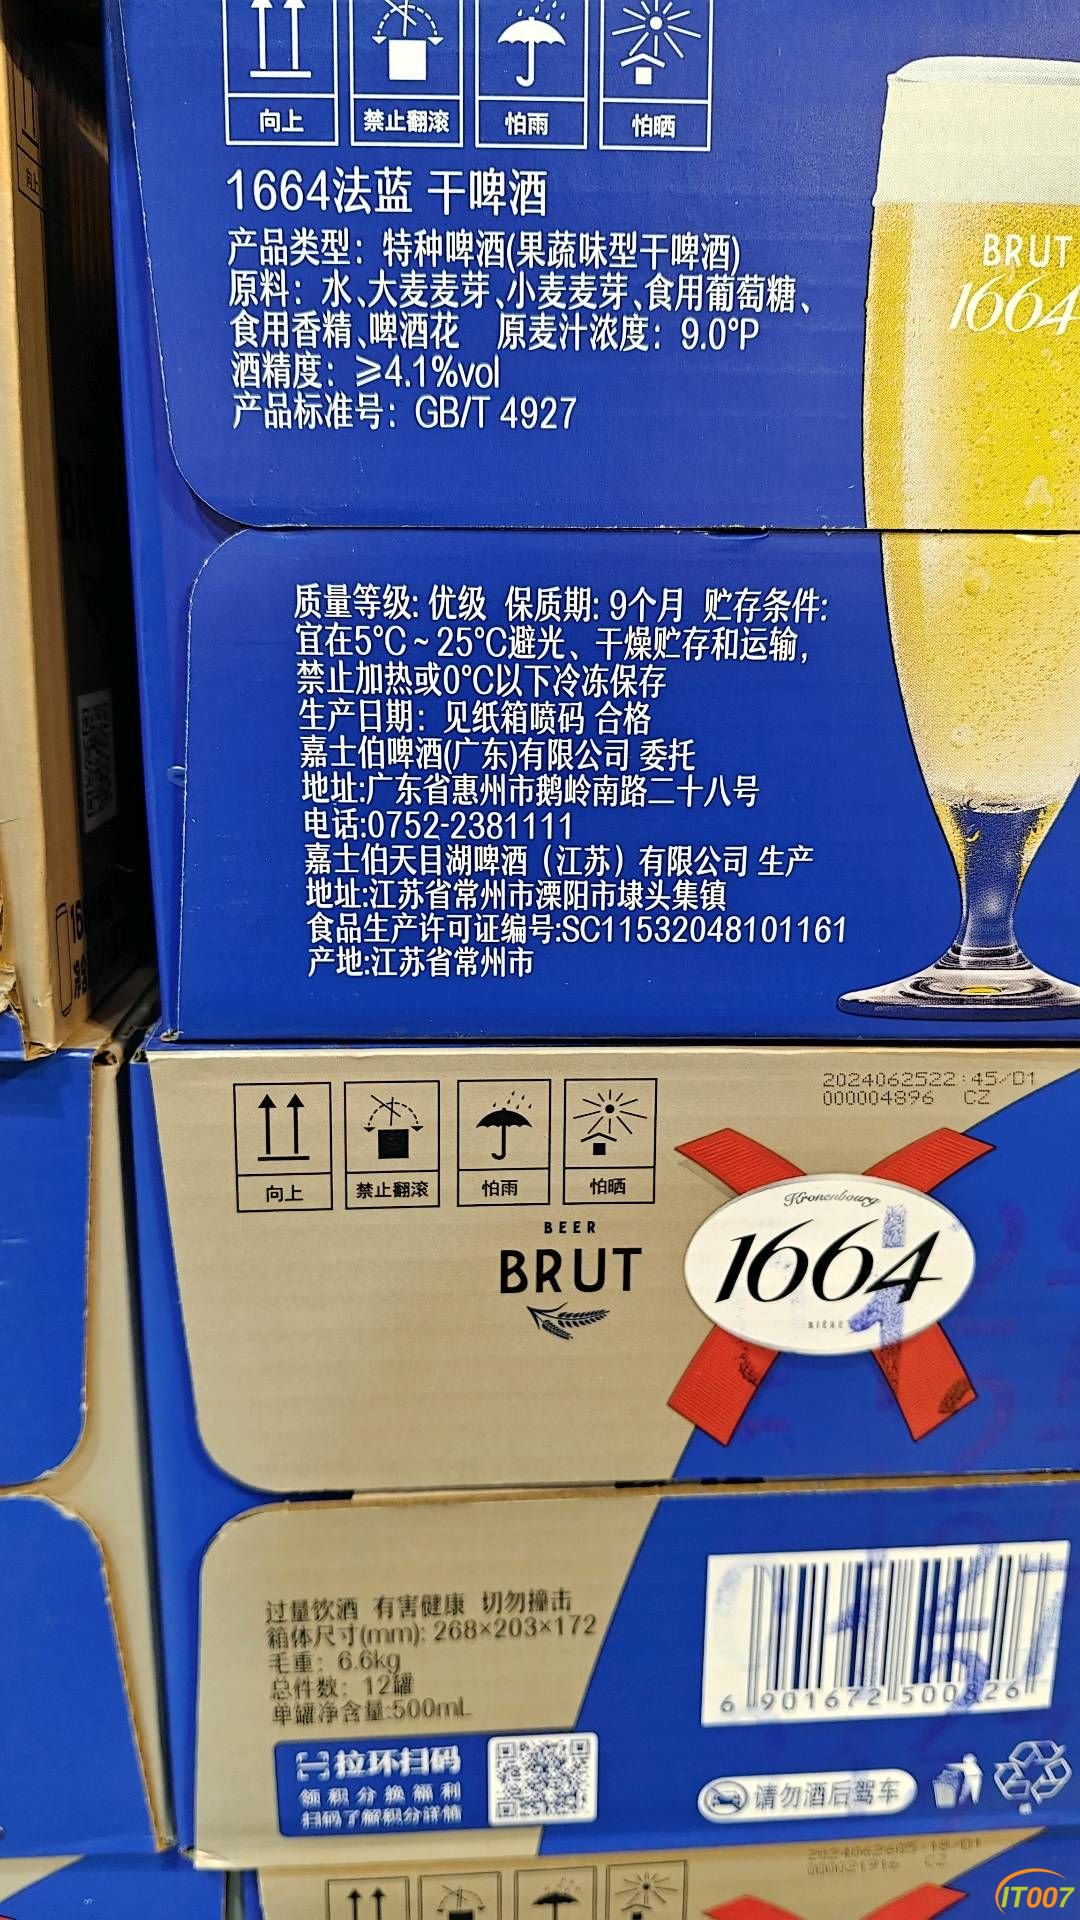 向上 禁止翻滚 怕雨 怕晒
1664法蓝 干啤酒
产品类型：特种啤酒(果蔬味型干啤酒)
原料：水、大麦麦芽、小麦麦芽、食用葡萄糖、
食用香精、啤酒花 原麦汁浓度：9.0°P
酒精度：≥4.1%vol
产品标准号：GB/T 4927
BRUT
1664
质量等级: 优级 保质期: 9个月 贮存条件:
宜在5°C~25°C避光、干燥贮存和运输，
禁止加热或0°C以下冷冻保存
生产日期：见纸箱喷码 合格
嘉士伯啤酒(广东)有限公司 委托
地址:广东省惠州市鹅岭南路二十八号
电话:0752-2381111
嘉士伯天目湖啤酒（江苏）有限公司 生产
地址:江苏省常州市溧阳市埭头集镇
食品生产许可证编号:SC11532048101161
产地:江苏省常州市
2024062522:45/D1
000004896 CZ
向上 禁止翻滚 怕雨 怕晒
BEER
BRUT
Kronenbourg
1664
过量饮酒 有害健康 切勿撞击
箱体尺寸(mm): 268×203×172
毛重：6.6kg
总件数：12罐
单罐净含量:500mL
6 901672 500826
拉环扫码
领积分换福利
扫码了解积分详情
请勿酒后驾车
IT007